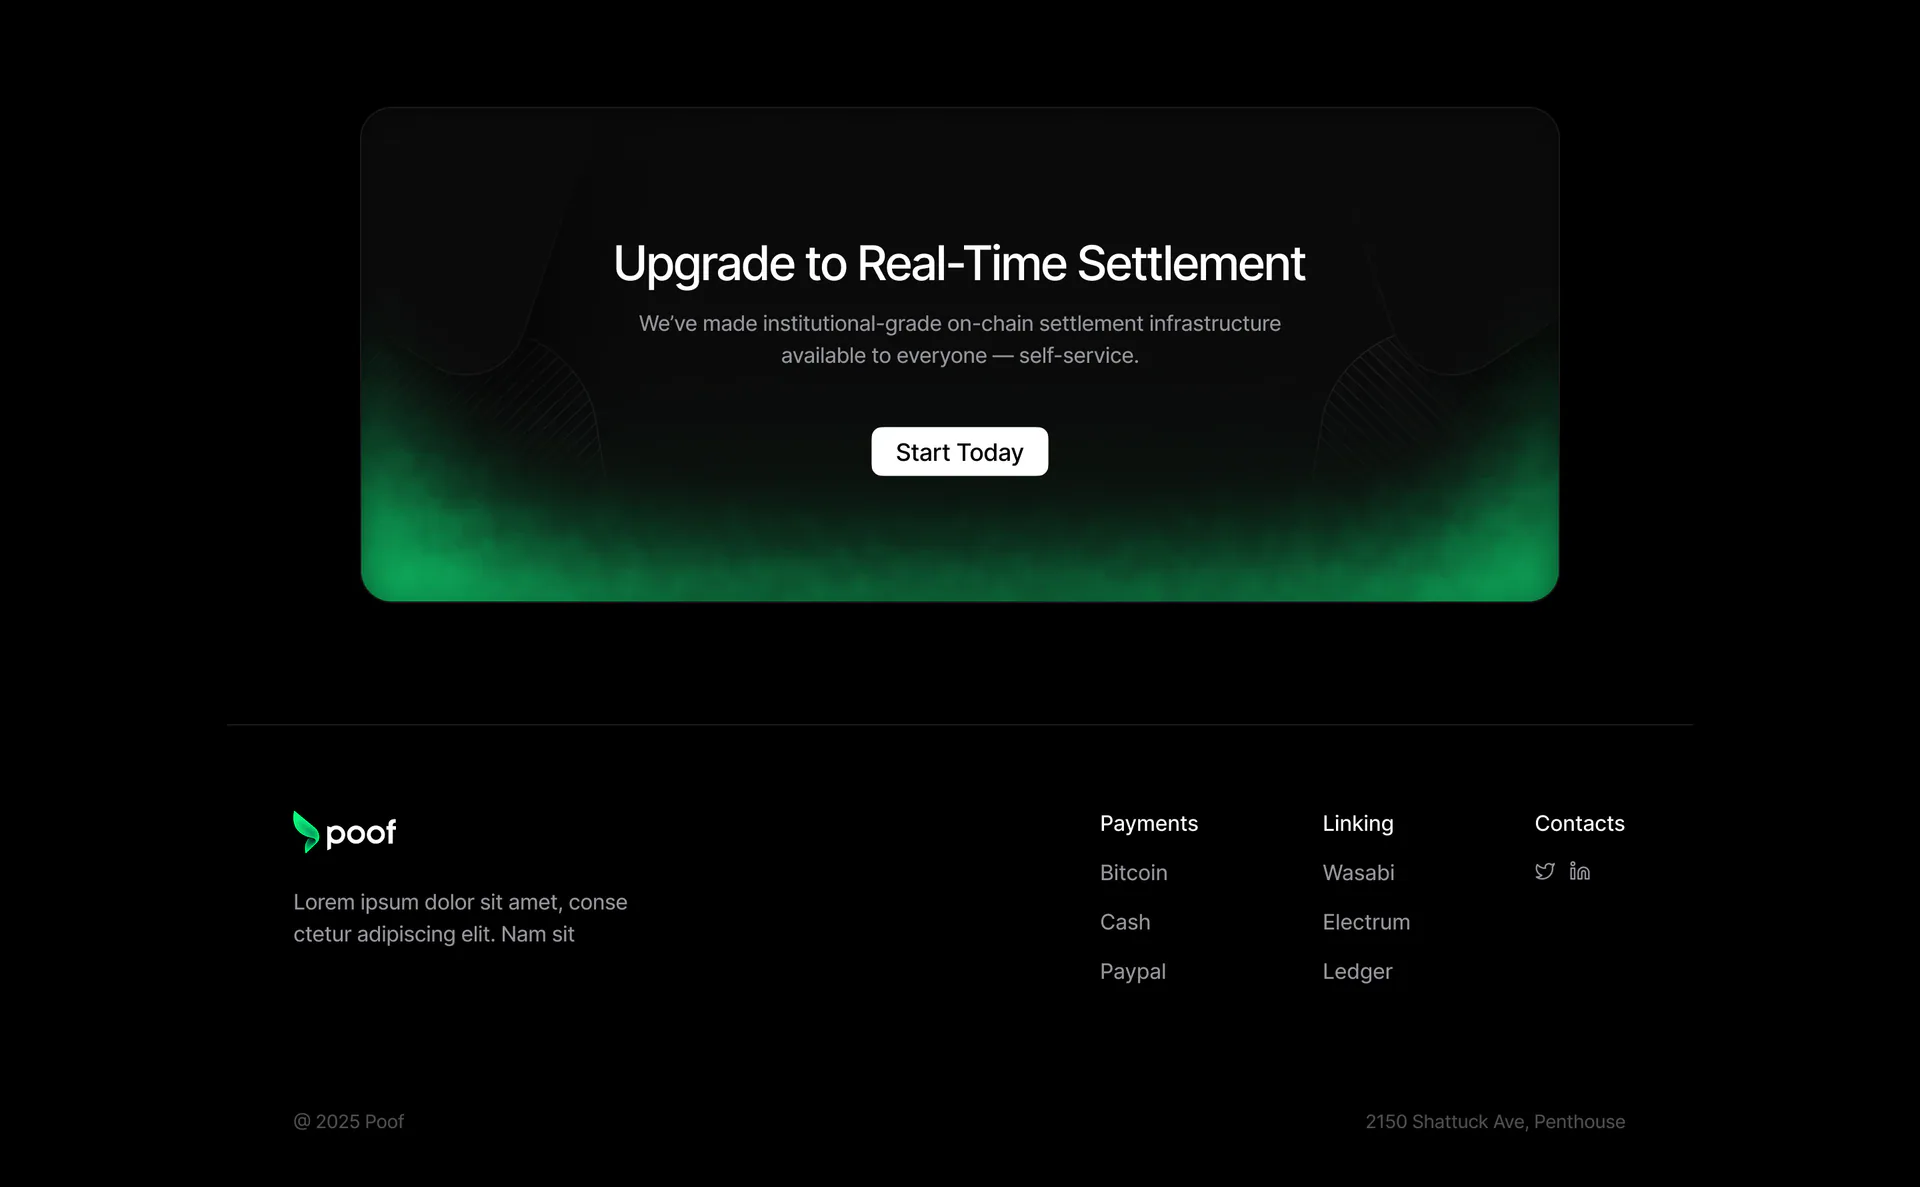 Upgrade to Real-Time Settlement
We’ve made institutional-grade on-chain settlement infrastructure
available to everyone — self-service.
Start Today
poof
Lorem ipsum dolor sit amet, conse
ctetur adipiscing elit. Nam sit
Payments
Bitcoin
Cash
Paypal
Linking
Wasabi
Electrum
Ledger
Contacts
@ 2025 Poof
2150 Shattuck Ave, Penthouse